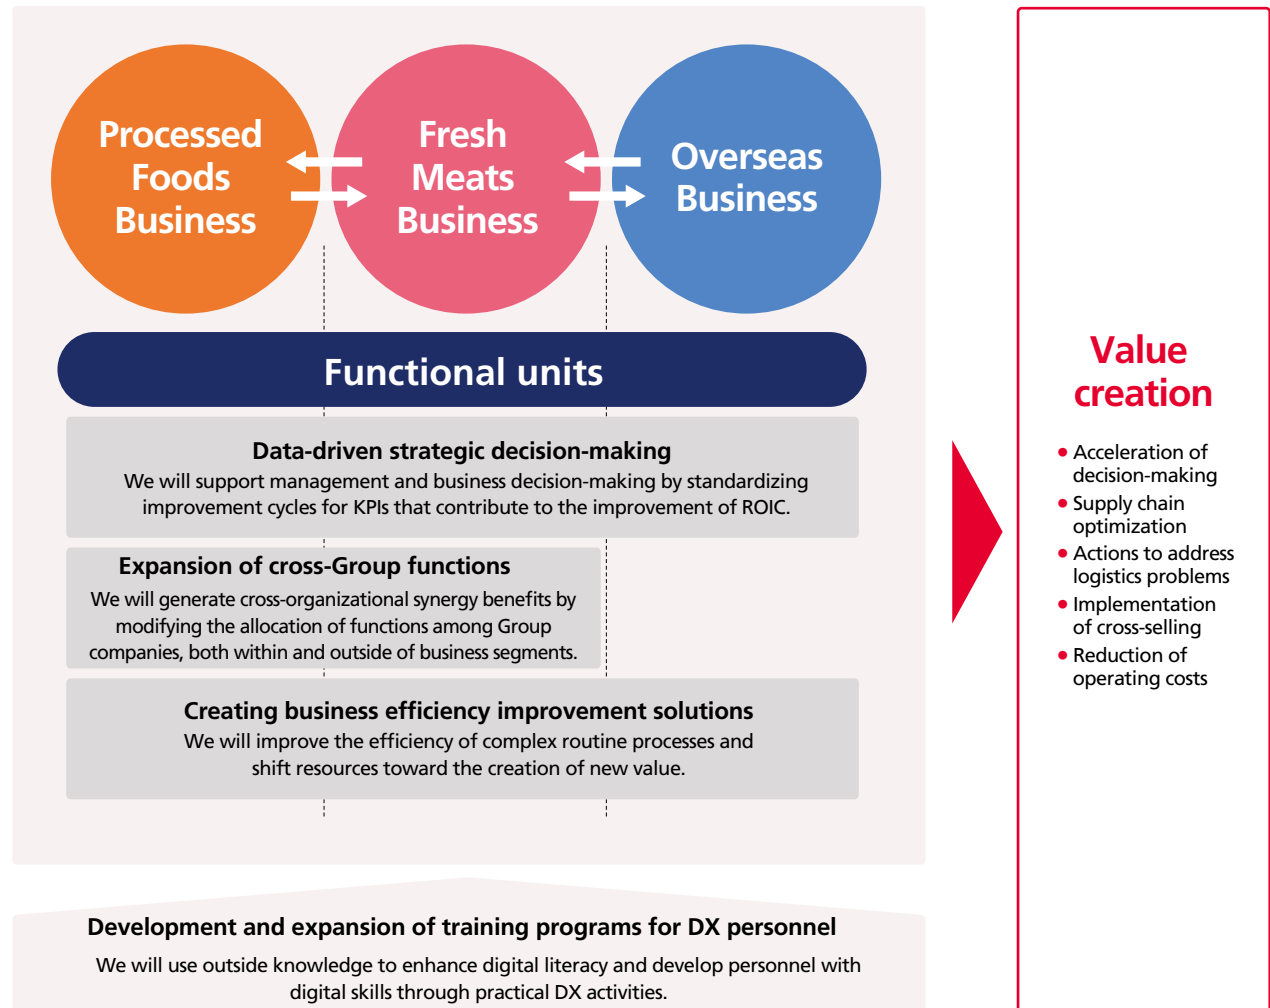 Processed
Foods
Business
Fresh
Meats
Business
Overseas
Business
Functional units
Data-driven strategic decision-making
We will support management and business decision-making by standardizing
improvement cycles for KPIs that contribute to the improvement of ROIC.
Expansion of cross-Group functions
We will generate cross-organizational synergy benefits by
modifying the allocation of functions among Group
companies, both within and outside of business segments.
Creating business efficiency improvement solutions
We will improve the efficiency of complex routine processes and
shift resources toward the creation of new value.
Development and expansion of training programs for DX personnel
We will use outside knowledge to enhance digital literacy and develop personnel with
digital skills through practical DX activities.
Value
creation
• Acceleration of
decision-making
• Supply chain
optimization
• Actions to address
logistics problems
• Implementation
of cross-selling
• Reduction of
operating costs